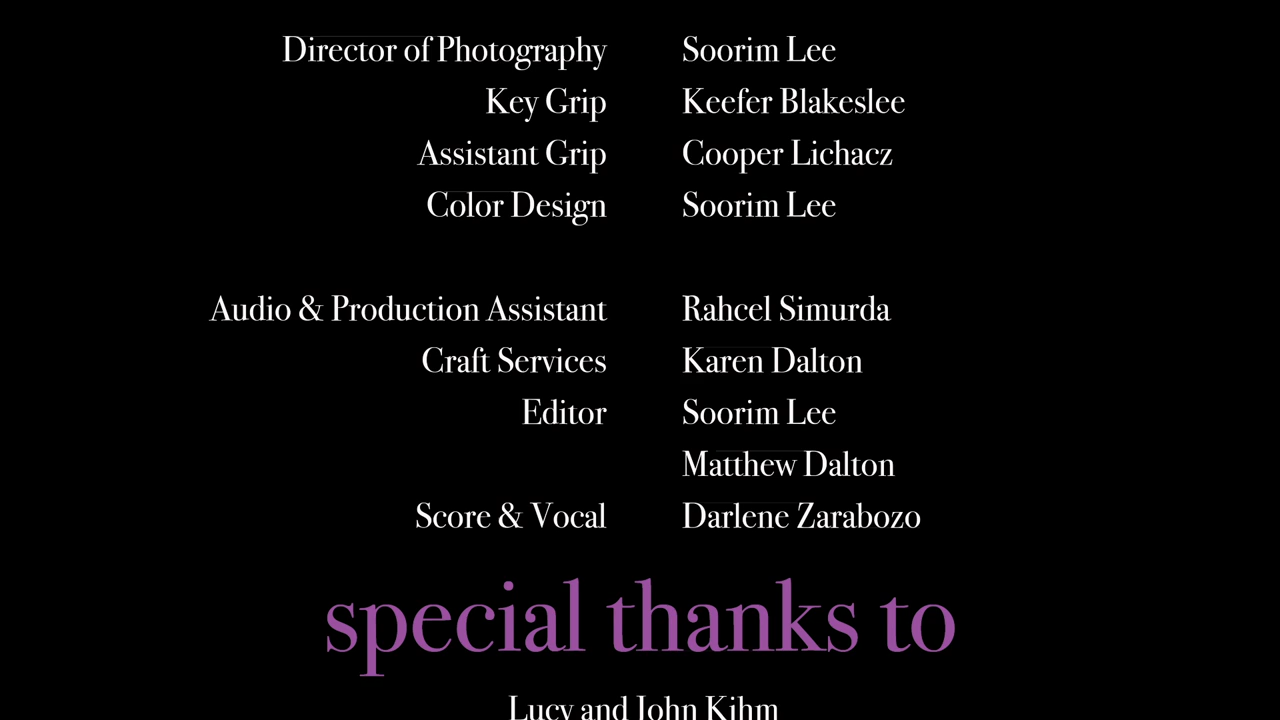 Director of Photography Soorim Lee
Key Grip Keefer Blakeslee
Assistant Grip Cooper Lichacz
Color Design Soorim Lee
Audio & Production Assistant Rahcel Simurda
Craft Services Karen Dalton
Editor Soorim Lee
Matthew Dalton
Score & Vocal Darlene Zarabozo
special thanks to
Lucy and John Kihm